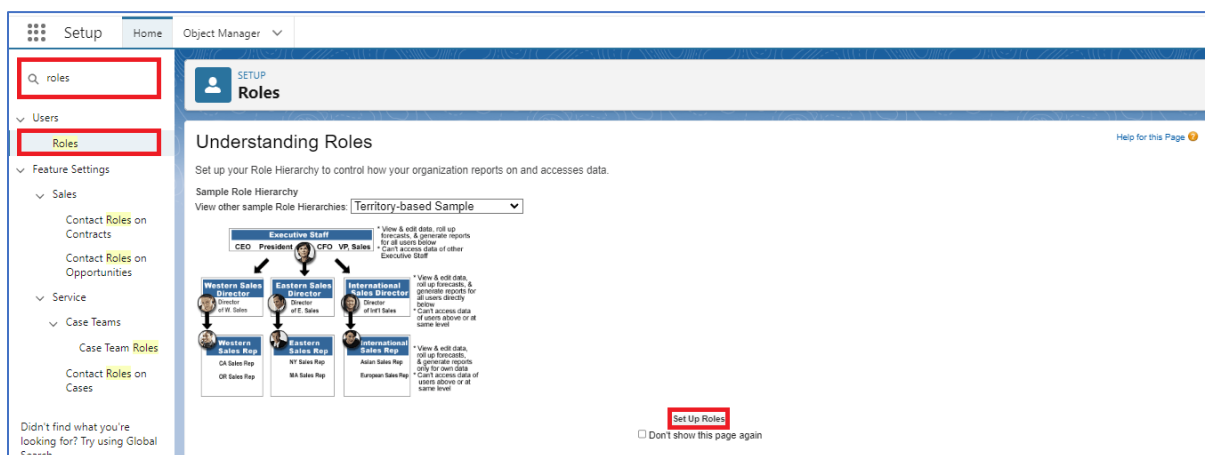 Setup
Home
Object Manager
roles
Users
Roles
Feature Settings
Sales
Contact Roles on
Contracts
Contact Roles on
Opportunities
Service
Case Teams
Case Team Roles
Contact Roles on
Cases
Didn't find what you're
looking for? Try using Global
Search
SETUP
Roles
Understanding Roles
Help for this Page
Set up your Role Hierarchy to control how your organization reports on and accesses data.
Sample Role Hierarchy
View other sample Role Hierarchies: Territory-based Sample
Executive Staff
CEO President CFO VP, Sales
* View & edit data, roll up
forecasts, & generate reports
for all users below
* Can't access data of other
Executive Staff
Western Sales
Director
Director
of W. Sales
Eastern Sales
Director
Director
of E. Sales
International
Sales Director
Director
of Int'l Sales
* View & edit data,
roll up forecasts, &
generate reports for
all users directly
below
* Can't access data
of users above or at
same level
Western
Sales Rep
CA Sales Rep
OR Sales Rep
Eastern
Sales Rep
NY Sales Rep
MA Sales Rep
International
Sales Rep
Asian Sales Rep
European Sales Rep
* View & edit data,
roll up forecasts,
& generate reports
only for own data
* Can't access data of
users above or at
same level
Set Up Roles
Don't show this page again